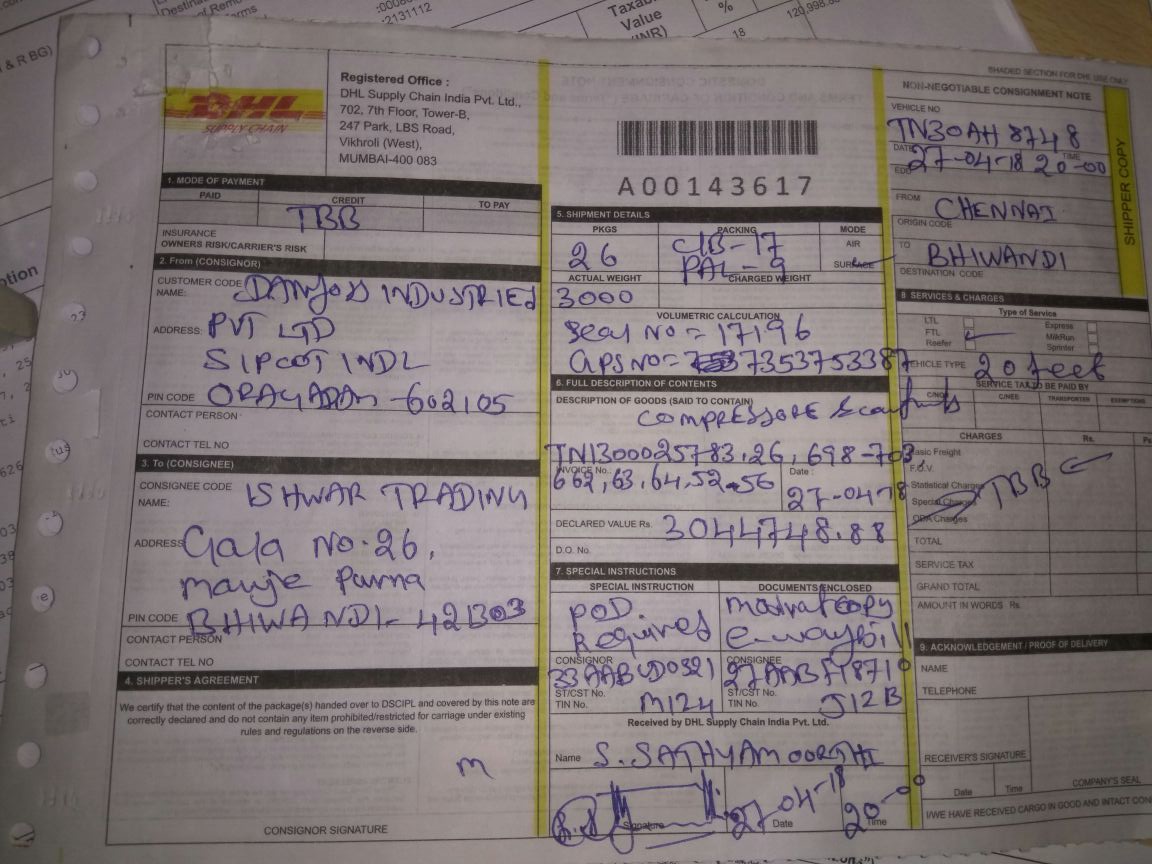 Taxable
Value
(INR)
%
18
2131112
& R BG)
SHADED SECTION FOR DHL USE ONLY
DHL
SUPPLY CHAIN
Registered Office :
DHL Supply Chain India Pvt. Ltd.,
702, 7th Floor, Tower-B,
247 Park, LBS Road,
Vikhroli (West),
MUMBAI-400 083
A00143617
NON-NEGOTIABLE CONSIGNMENT NOTE
VEHICLE NO
TN30AH 8748
DATE TIME
27-04-18 20-00
FROM CHENNAI
ORIGIN CODE
TO BHIWANDI
DESTINATION CODE
SHIPPER COPY
1. MODE OF PAYMENT
PAID CREDIT TO PAY
TBB
INSURANCE
OWNERS RISK/CARRIER'S RISK
2. From (CONSIGNOR)
CUSTOMER CODE
NAME: DANFOSS INDUSTRIES
ADDRESS: PVT LTD
SIPCOT INDL
PIN CODE ORAGADAM -602105
CONTACT PERSON
CONTACT TEL NO
3. To (CONSIGNEE)
CONSIGNEE CODE
NAME: ISHWAR TRADING
ADDRESS Gala NO.26,
PIN CODE BHIWANDI- 421303
CONTACT PERSON
CONTACT TEL NO
4. SHIPPER'S AGREEMENT
We certify that the content of the package(s) handed over to DSCIPL and covered by this note are
correctly declared and do not contain any item prohibited/restricted for carriage under existing
rules and regulations on the reverse side.
CONSIGNOR SIGNATURE
5. SHIPMENT DETAILS
PKGS PACKING MODE
26 C/B-17 AIR
PAL-9 SURFACE
ACTUAL WEIGHT CHARGED WEIGHT
3000
VOLUMETRIC CALCULATION
Seal No = 17196
GPS NO= 7353753387
6. FULL DESCRIPTION OF CONTENTS
DESCRIPTION OF GOODS (SAID TO CONTAIN)
COMPRESSORE &
TN1300025783,26,698-703,
INVOICE No.: Date :
662,63,64,52-56 27-04-18
DECLARED VALUE Rs. 3044748.88
D.O. No.
7. SPECIAL INSTRUCTIONS
SPECIAL INSTRUCTION DOCUMENTS ENCLOSED
POD copy
Required e-waybill
CONSIGNOR CONSIGNEE
ST/CST No. ST/CST No.
TIN No. TIN No.
Received by DHL Supply Chain India Pvt. Ltd.
Name S. SATHYAMOORTHI
27-04-18 20-00
Signature Date Time
8 SERVICES & CHARGES
Type of Service
LTL Express
FTL MilkRun
Reefer Sprinter
VEHICLE TYPE 20 feet
SERVICE TAX TO BE PAID BY
C/NOR C/NEE TRANSPORTER EXEMPTIONS
CHARGES Rs. Ps
Basic Freight
F.O.V.
Statistical Charges
Special Charges TBB
ODA Charges
TOTAL
SERVICE TAX
GRAND TOTAL
AMOUNT IN WORDS Rs
9. ACKNOWLEDGEMENT / PROOF OF DELIVERY
NAME
TELEPHONE
RECEIVER'S SIGNATURE
Date Time COMPANY'S SEAL
I/WE HAVE RECEIVED CARGO IN GOOD AND INTACT CON